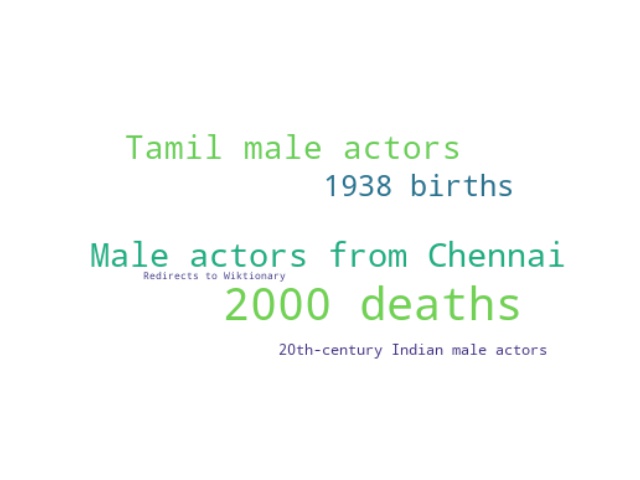 Tamil male actors
1938 births
Male actors from Chennai
Redirects to Wiktionary
2000 deaths
20th-century Indian male actors